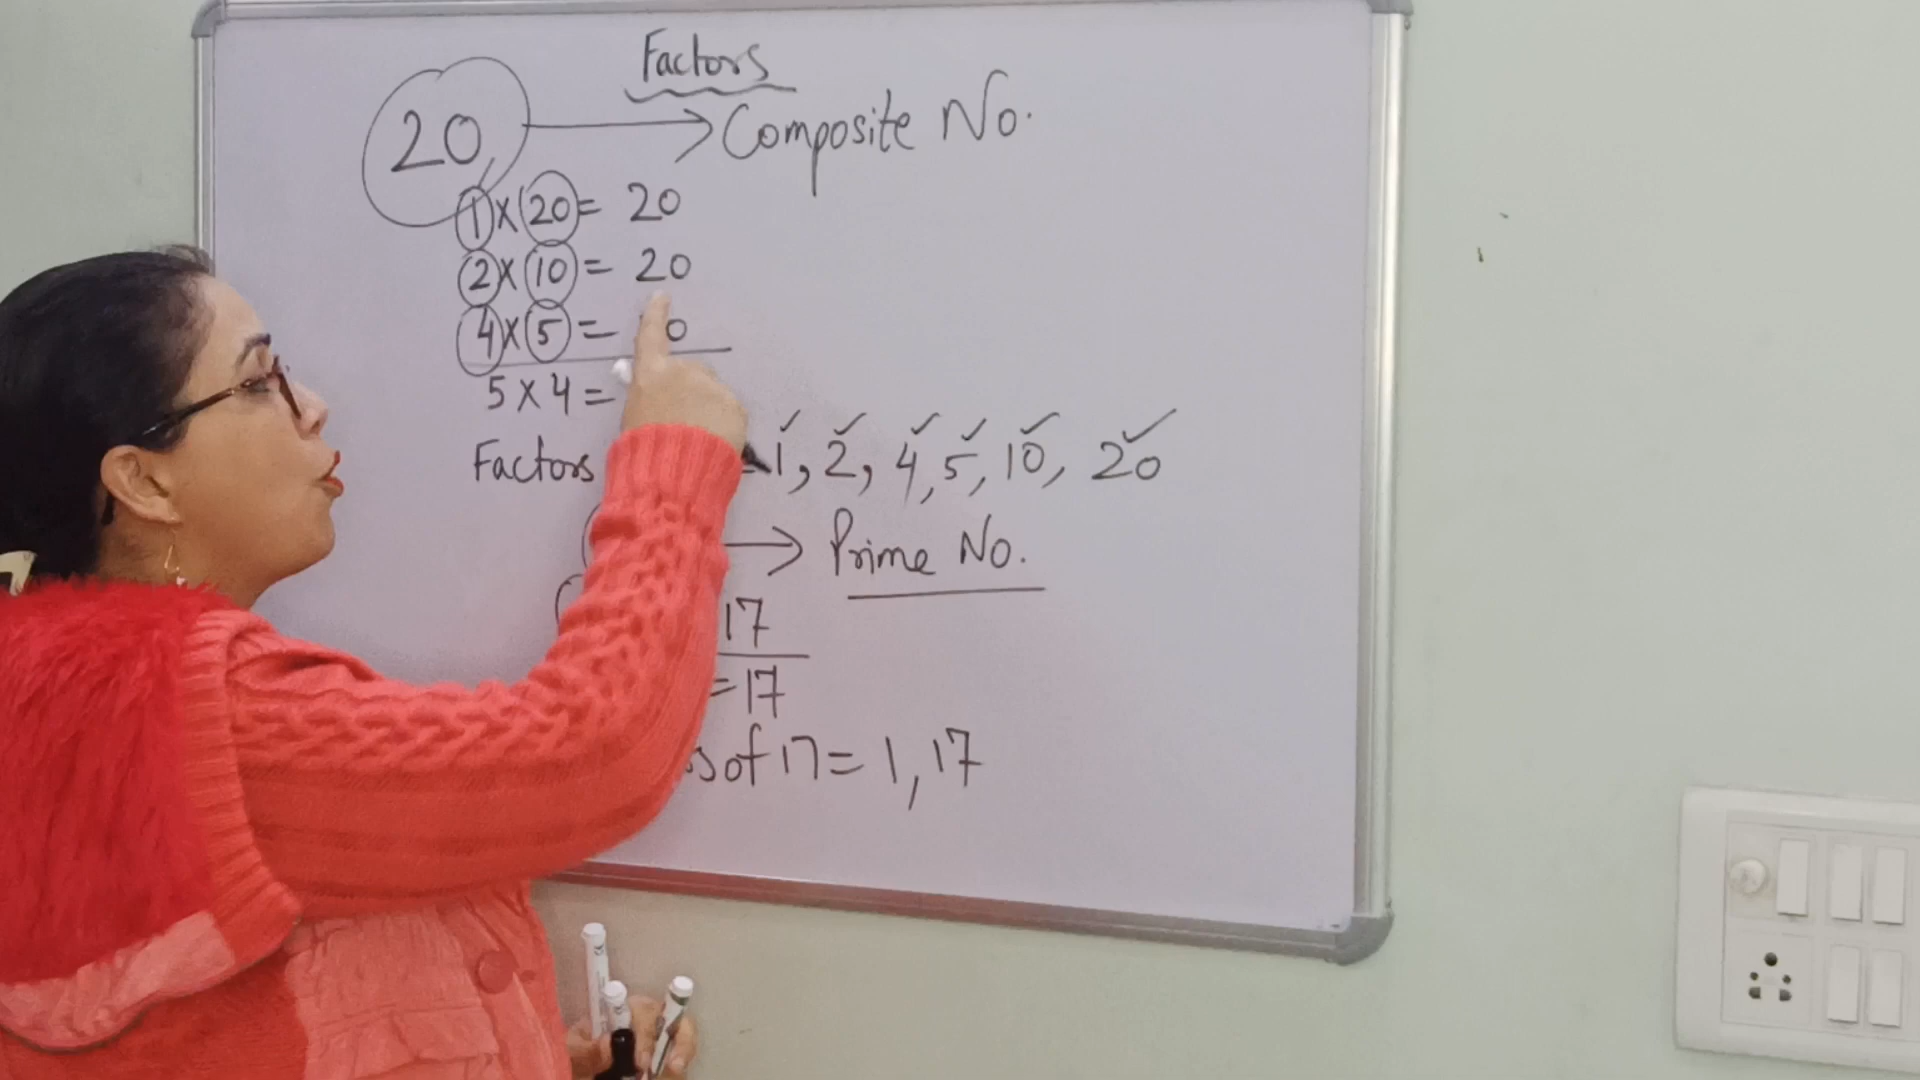 Factors
20 → Composite No.
1 x 20 = 20
2 x 10 = 20
4 x 5 = 0
5 x 4 =
Factors 1, 2, 4, 5, 10, 20
→ Prime No.
17
= 17
s of 17 = 1, 17